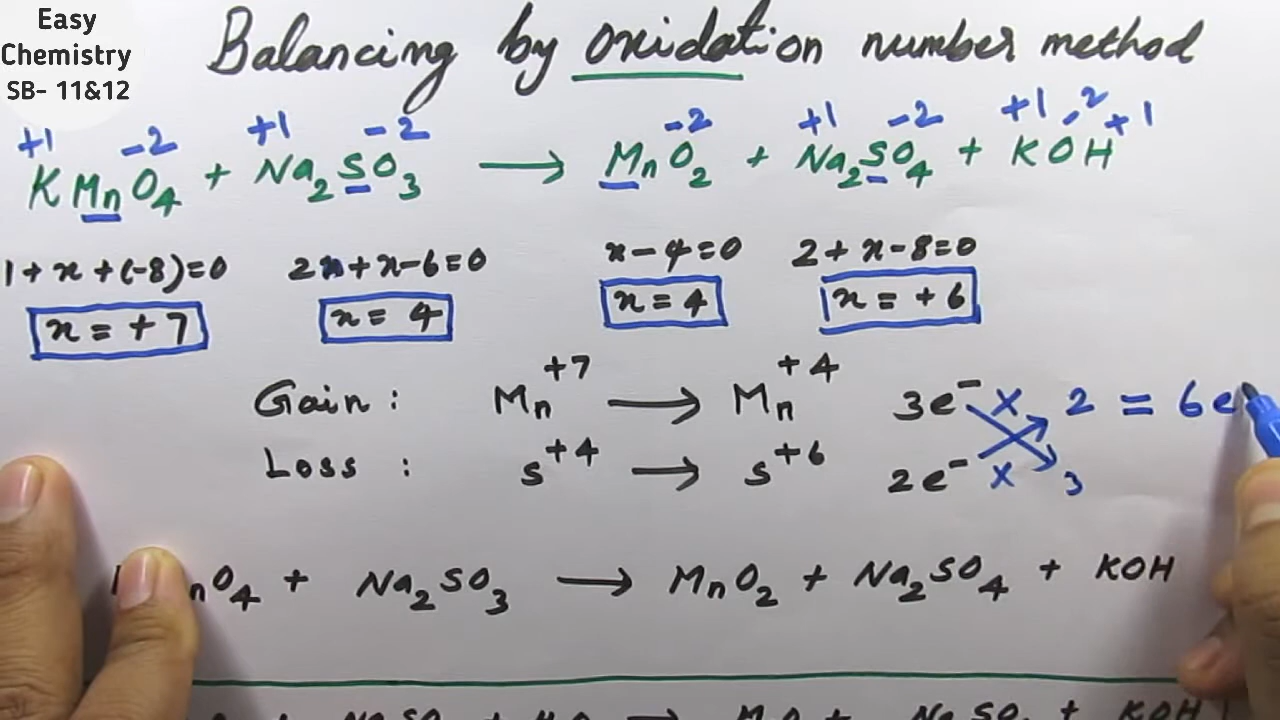 Easy
Chemistry
SB- 11&12
Balancing by oxidation number method
+1 -2 +1 -2 -2 +1 -2 +1 -2 +1
KMnO4 + Na2SO3 → MnO2 + Na2SO4 + KOH
1 + x + (-8) = 0 2x + x - 6 = 0 x - 4 = 0 2 + x - 8 = 0
x = +7 x = 4 x = 4 x = +6
Gain : Mn+7 → Mn+4 3e- x 2 = 6e
Loss : S+4 → S+6 2e- x 3
nO4 + Na2SO3 → MnO2 + Na2SO4 + KOH